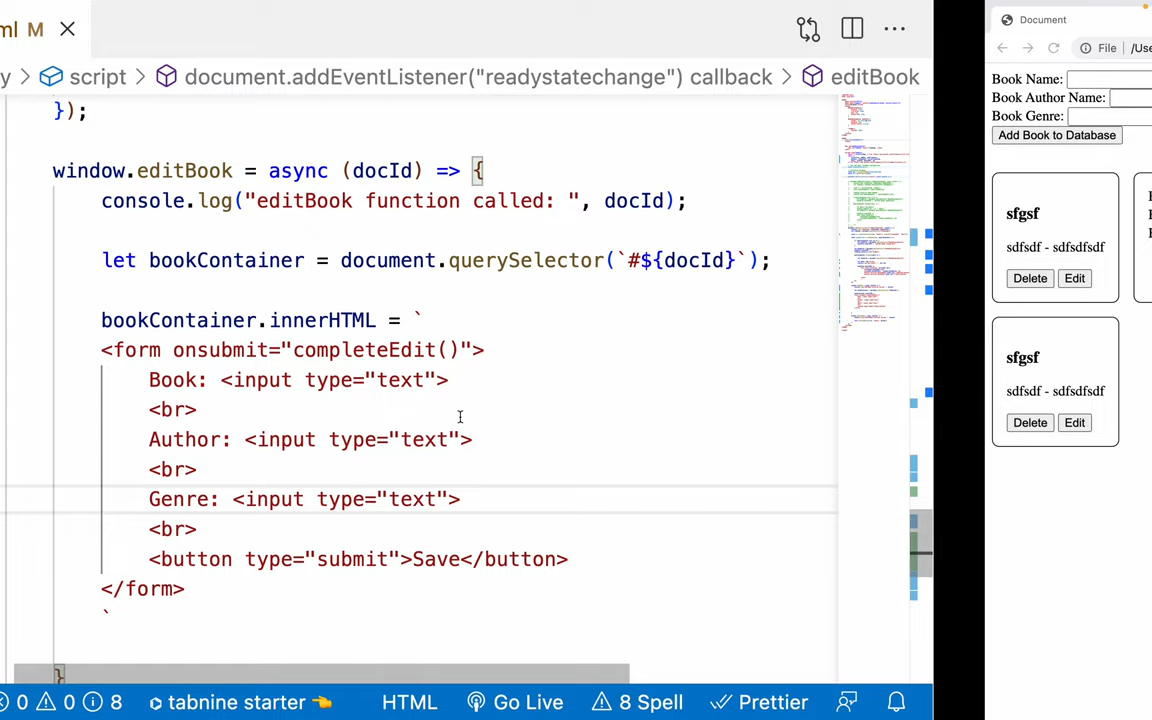 ml M
y > script > document.addEventListener("readystatechange") callback > editBook
});
window.editBook = async (docId) => {
console.log("editBook function called: ", docId);
let bookContainer = document.querySelector(`#${docId}`);
bookContainer.innerHTML = `
<form onsubmit="completeEdit()">
Book: <input type="text">
<br>
Author: <input type="text">
<br>
Genre: <input type="text">
<br>
<button type="submit">Save</button>
</form>
`
}
0 0 8 tabnine starter 👈 HTML Go Live 8 Spell Prettier
Document
File /Use
Book Name:
Book Author Name:
Book Genre:
Add Book to Database
sfgsf
sdfsdf - sdfsdfsdf
Delete Edit
sfgsf
sdfsdf - sdfsdfsdf
Delete Edit